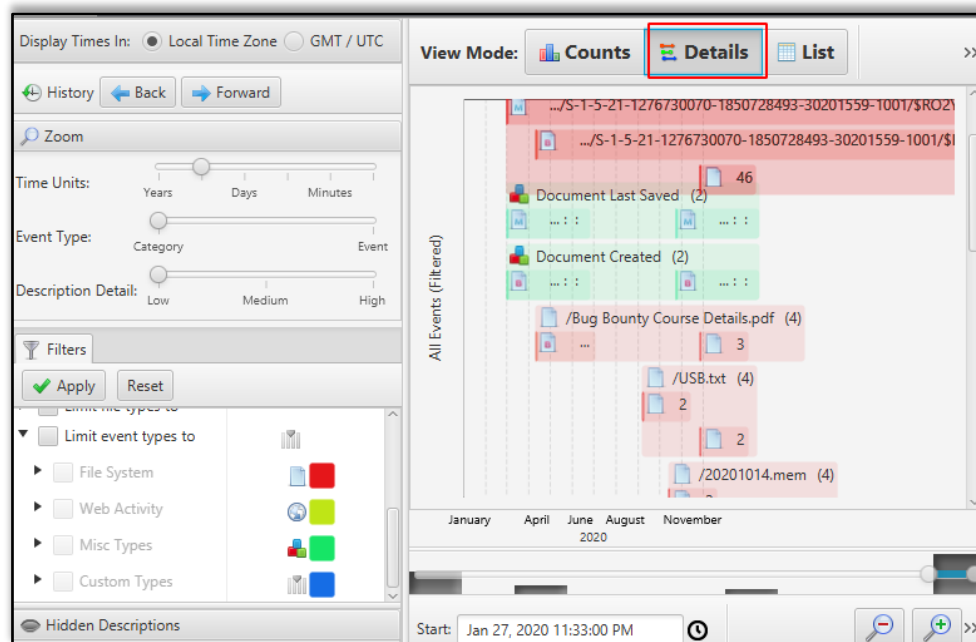 Display Times In: Local Time Zone GMT / UTC
History Back Forward
Zoom
Time Units:
Years Days Minutes
Event Type:
Category Event
Description Detail:
Low Medium High
Filters
Apply Reset
Limit file types to
Limit event types to
File System
Web Activity
Misc Types
Custom Types
Hidden Descriptions
View Mode: Counts Details List
All Events (Filtered)
.../S-1-5-21-1276730070-1850728493-30201559-1001/$RO2
.../S-1-5-21-1276730070-1850728493-30201559-1001/$
46
Document Last Saved (2)
...: : ...: :
Document Created (2)
...: : ...: :
/Bug Bounty Course Details.pdf (4)
... 3
/USB.txt (4)
2
2
/20201014.mem (4)
January April June August November
2020
Start: Jan 27, 2020 11:33:00 PM